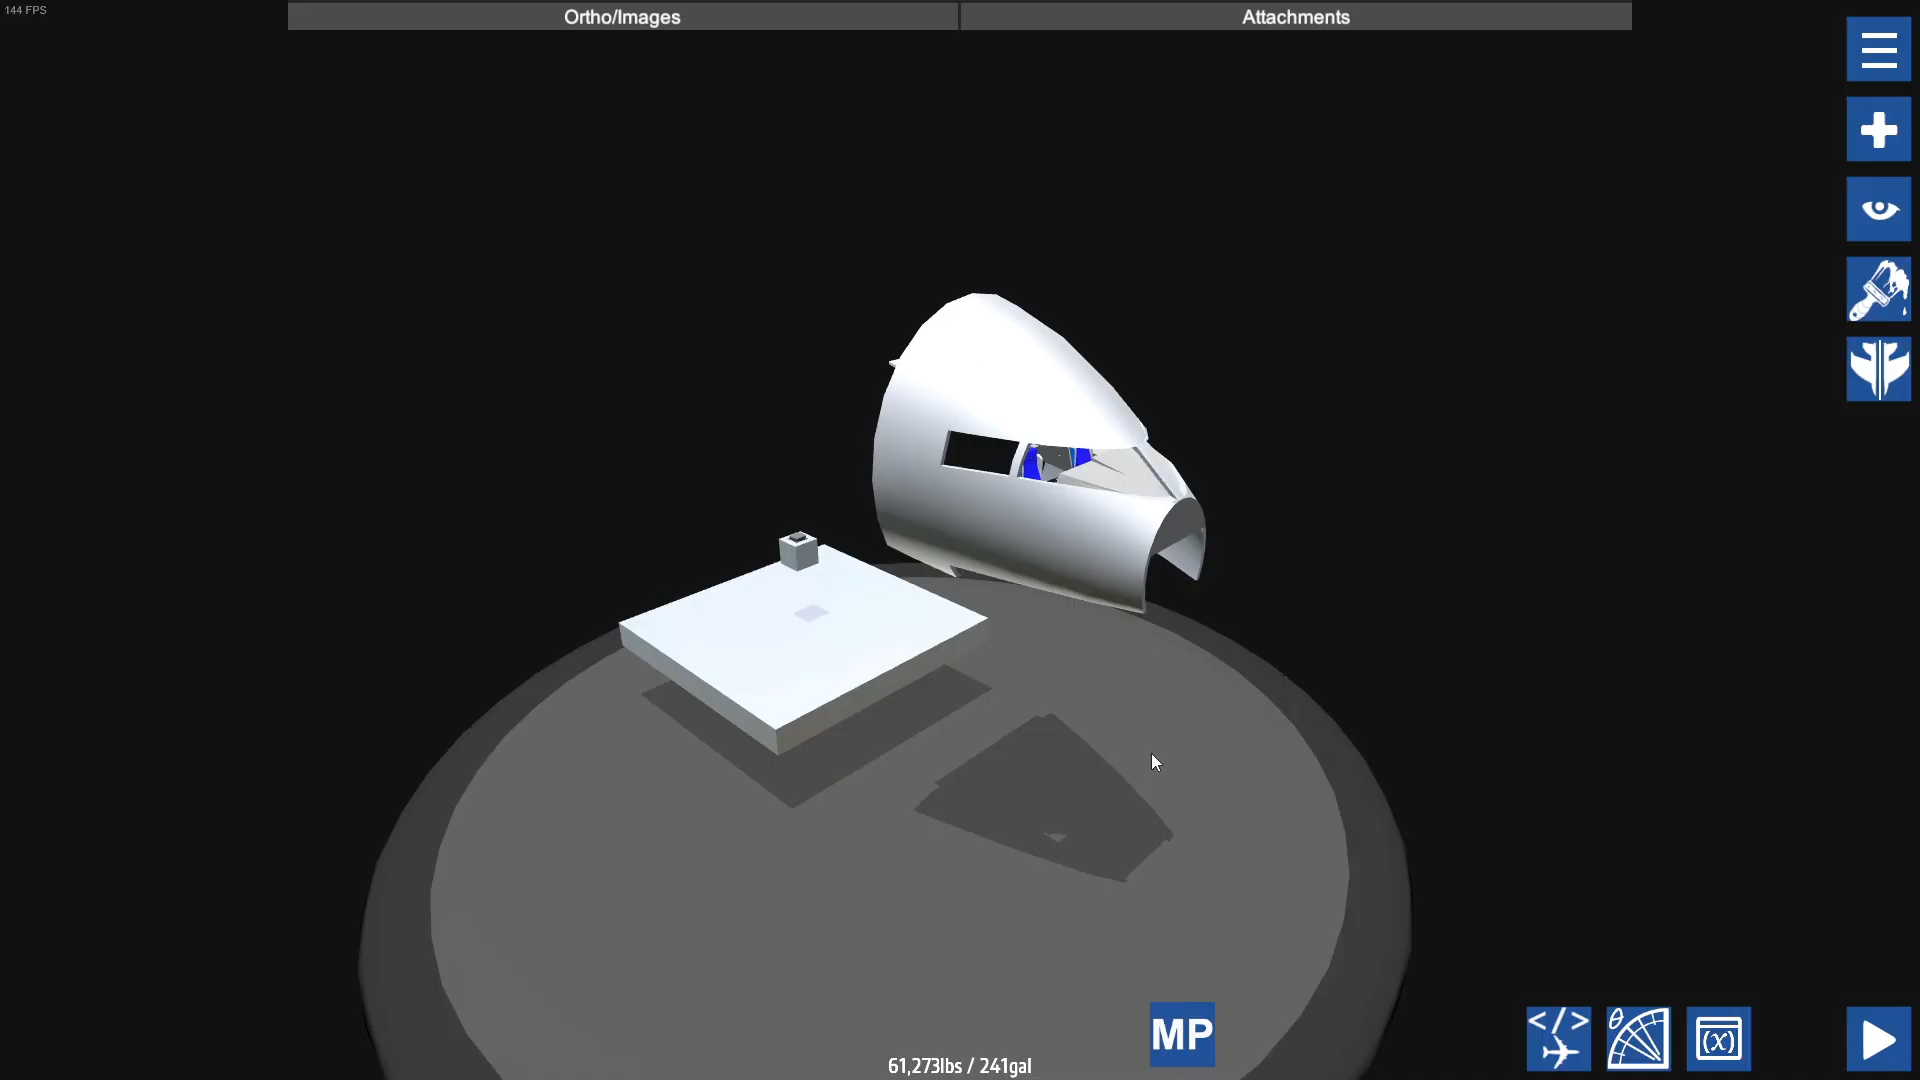 144 FPS
Ortho/Images
Attachments
MP
</>
θ
(x)
61,273lbs / 241gal